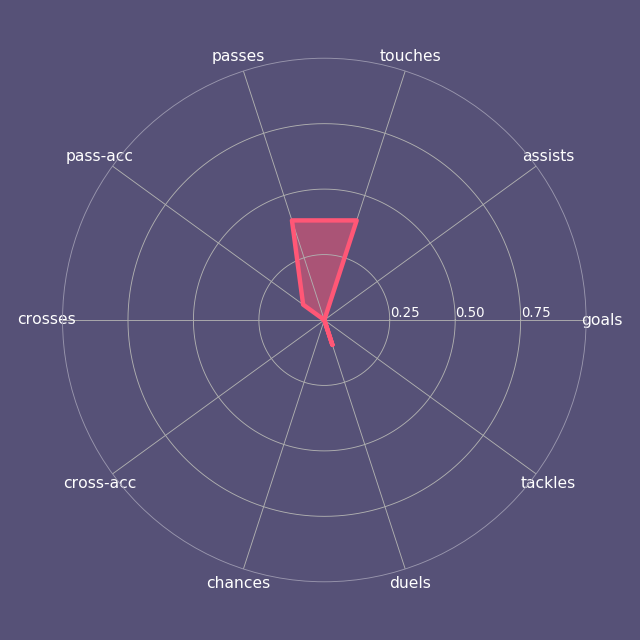 passes
touches
pass-acc
assists
crosses
0.25
0.50
0.75
goals
cross-acc
tackles
chances
duels